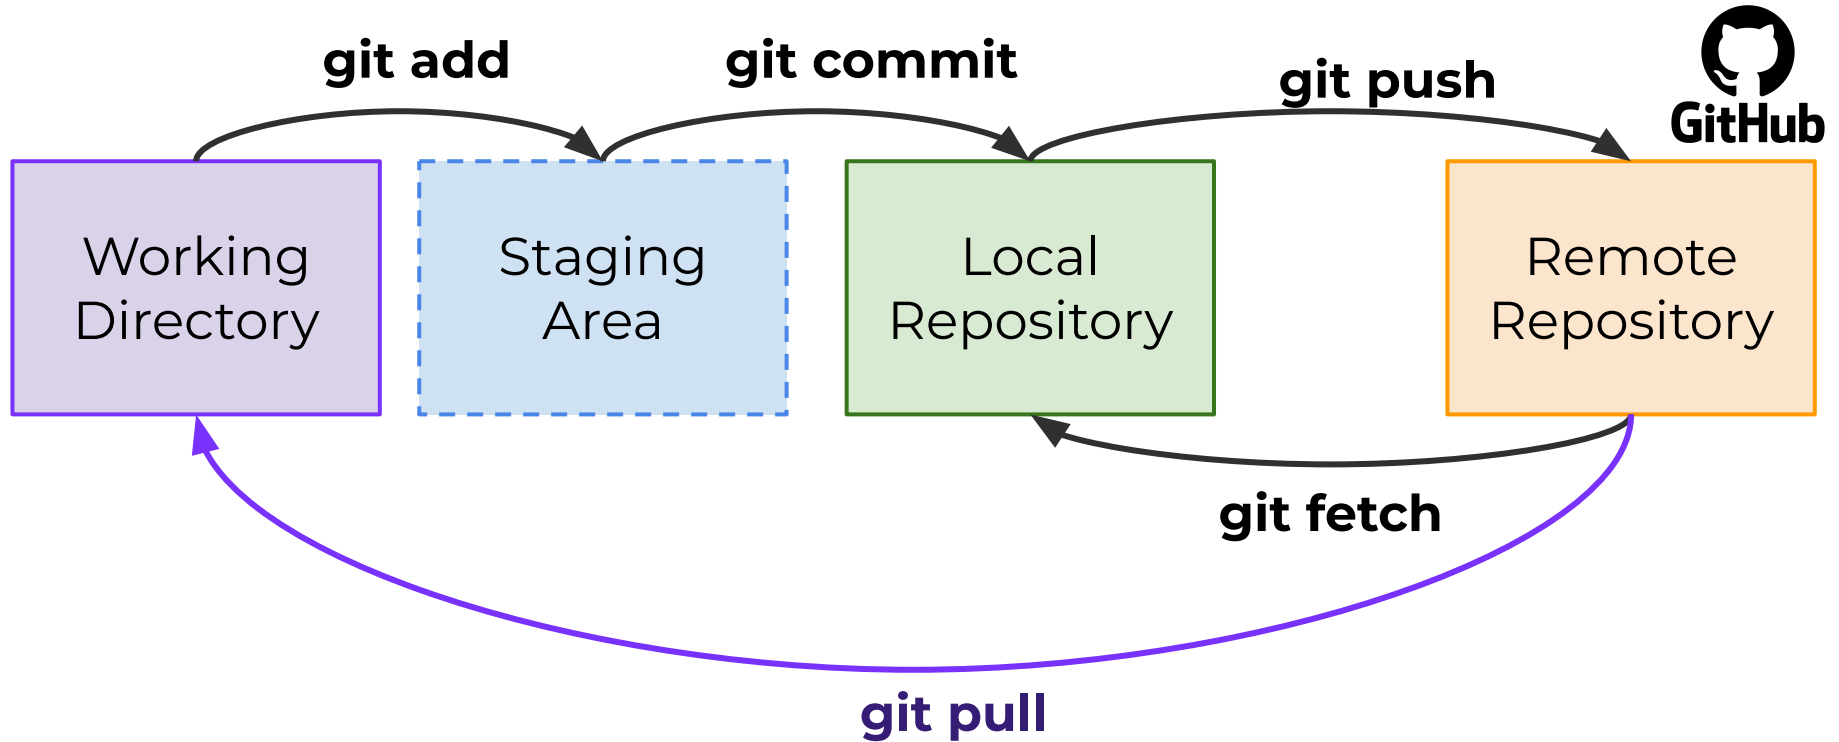 git add
git commit
git push
GitHub
Working
Directory
Staging
Area
Local
Repository
Remote
Repository
git fetch
git pull